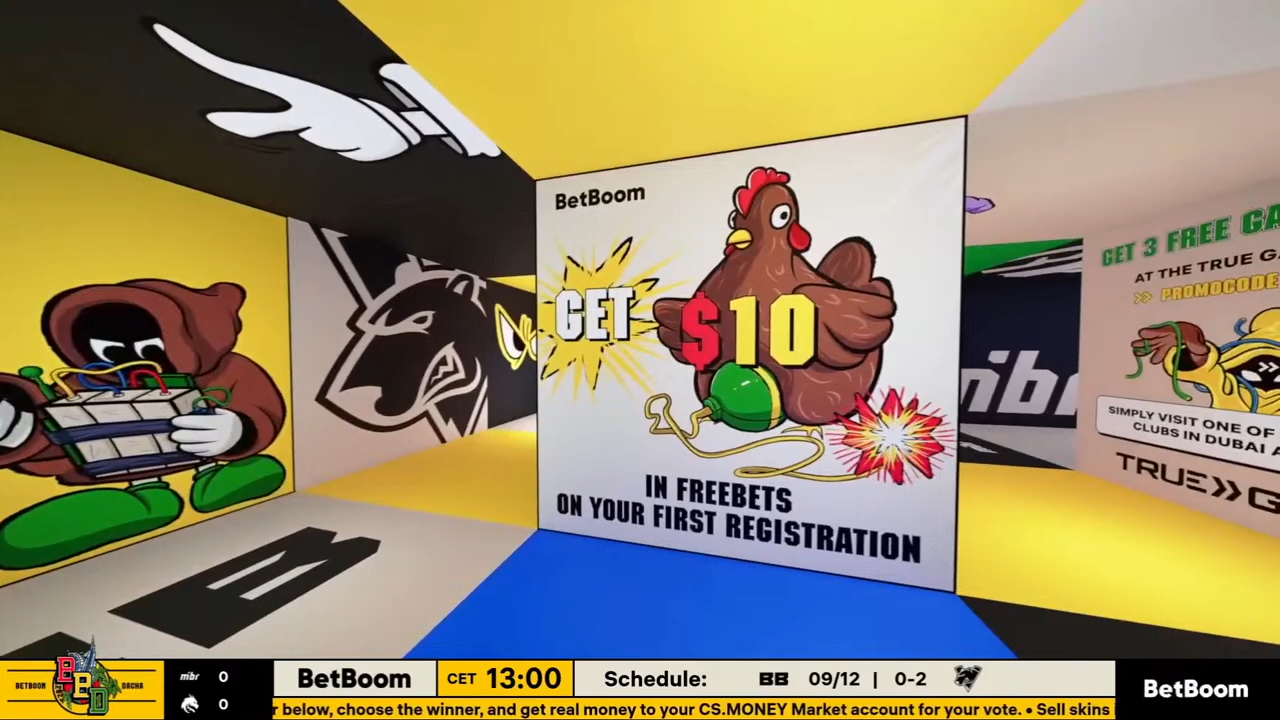 BetBoom
GET $10
IN FREEBETS
ON YOUR FIRST REGISTRATION
GET 3 FREE GA
AT THE TRUE GA
>> PROMOCODE
SIMPLY VISIT ONE OF
CLUBS IN DUBAI A
TRUE>>G
mibr
BETBOOM
BBD
DACHA
mibr 0
0
BetBoom
CET 13:00
Schedule:
BB 09/12 | 0-2
BetBoom
r below, choose the winner, and get real money to your CS.MONEY Market account for your vote. • Sell skins